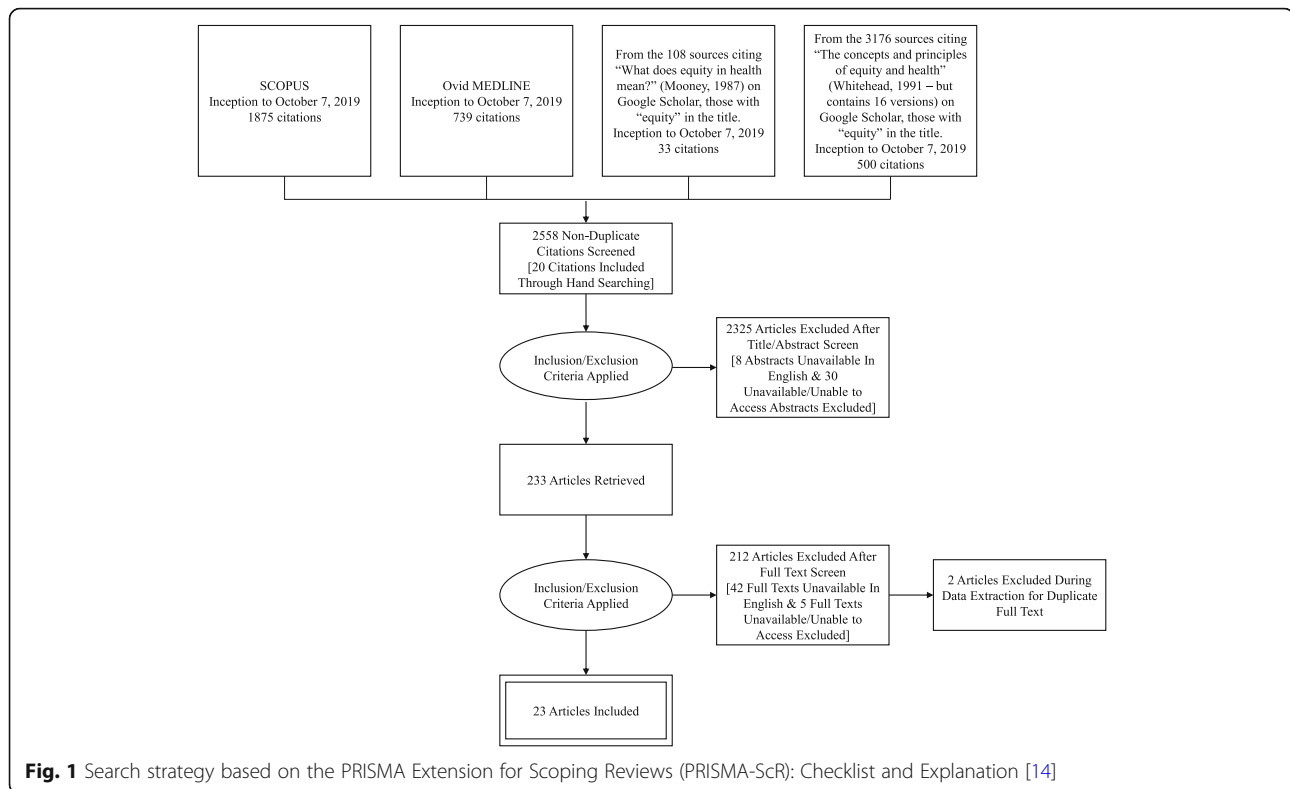 SCOPUS
Inception to October 7, 2019
1875 citations
Ovid MEDLINE
Inception to October 7, 2019
739 citations
From the 108 sources citing
“What does equity in health
mean?” (Mooney, 1987) on
Google Scholar, those with
“equity” in the title.
Inception to October 7, 2019
33 citations
From the 3176 sources citing
“The concepts and principles
of equity and health”
(Whitehead, 1991 – but
contains 16 versions) on
Google Scholar, those with
“equity” in the title.
Inception to October 7, 2019
500 citations
2558 Non-Duplicate
Citations Screened
[20 Citations Included
Through Hand Searching]
Inclusion/Exclusion
Criteria Applied
2325 Articles Excluded After
Title/Abstract Screen
[8 Abstracts Unavailable In
English & 30
Unavailable/Unable to
Access Abstracts Excluded]
233 Articles Retrieved
Inclusion/Exclusion
Criteria Applied
212 Articles Excluded After
Full Text Screen
[42 Full Texts Unavailable In
English & 5 Full Texts
Unavailable/Unable to
Access Excluded]
2 Articles Excluded During
Data Extraction for Duplicate
Full Text
23 Articles Included
Fig. 1 Search strategy based on the PRISMA Extension for Scoping Reviews (PRISMA-ScR): Checklist and Explanation [14]